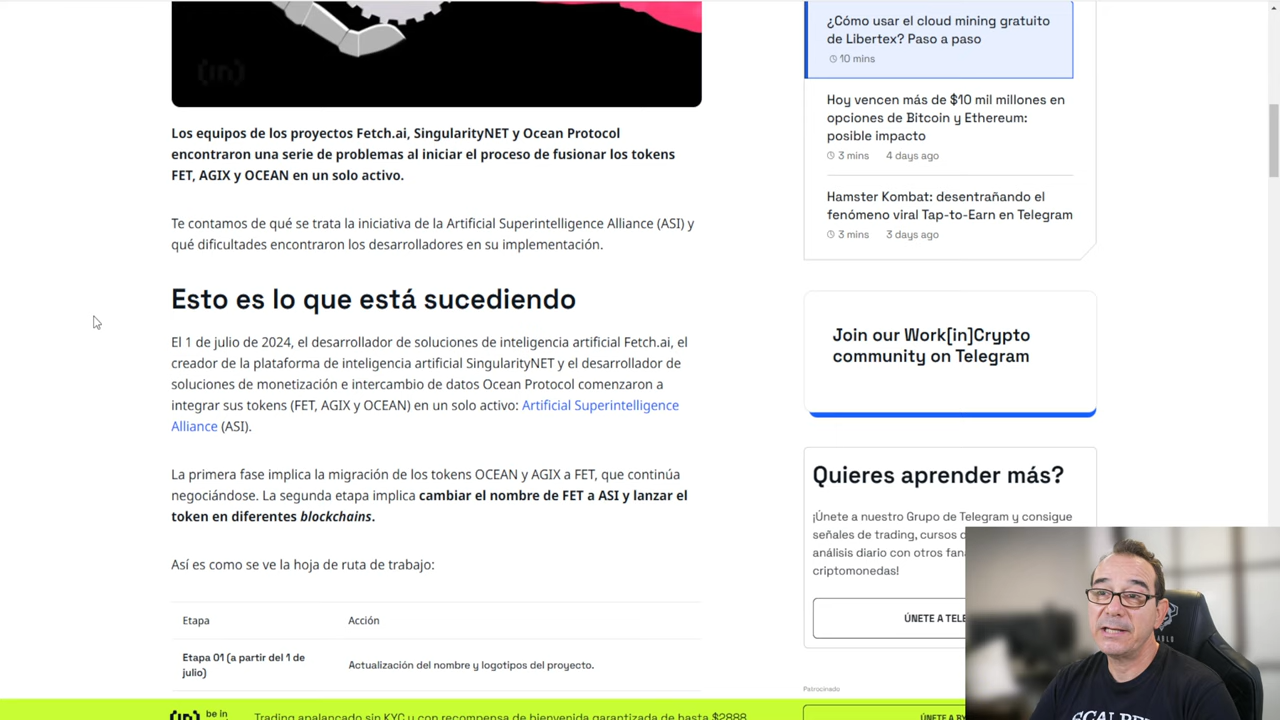 (in)
Los equipos de los proyectos Fetch.ai, SingularityNET y Ocean Protocol
encontraron una serie de problemas al iniciar el proceso de fusionar los tokens
FET, AGIX y OCEAN en un solo activo.
Te contamos de qué se trata la iniciativa de la Artificial Superintelligence Alliance (ASI) y
qué dificultades encontraron los desarrolladores en su implementación.
Esto es lo que está sucediendo
El 1 de julio de 2024, el desarrollador de soluciones de inteligencia artificial Fetch.ai, el
creador de la plataforma de inteligencia artificial SingularityNET y el desarrollador de
soluciones de monetización e intercambio de datos Ocean Protocol comenzaron a
integrar sus tokens (FET, AGIX y OCEAN) en un solo activo: Artificial Superintelligence
Alliance (ASI).
La primera fase implica la migración de los tokens OCEAN y AGIX a FET, que continúa
negociándose. La segunda etapa implica cambiar el nombre de FET a ASI y lanzar el
token en diferentes blockchains.
Así es como se ve la hoja de ruta de trabajo:
Etapa Acción
Etapa 01 (a partir del 1 de
julio)
Actualización del nombre y logotipos del proyecto.
¿Cómo usar el cloud mining gratuito
de Libertex? Paso a paso
10 mins
Hoy vencen más de $10 mil millones en
opciones de Bitcoin y Ethereum:
posible impacto
3 mins 4 days ago
Hamster Kombat: desentrañando el
fenómeno viral Tap-to-Earn en Telegram
3 mins 3 days ago
Join our Work[in]Crypto
community on Telegram
Quieres aprender más?
¡Únete a nuestro Grupo de Telegram y consigue
señales de trading, cursos
análisis diario con otros
criptomonedas!
ÚNETE A
Patrocinado
ÚNETE A
be in
Trading apalancado sin KYC y con recompensa de bienvenida garantizada de hasta $2888